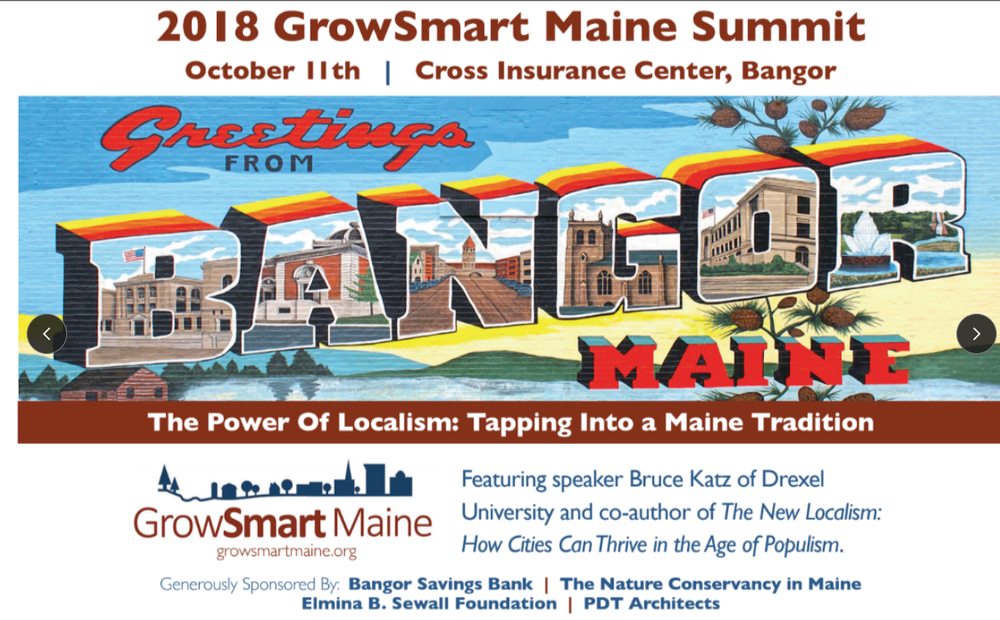 2018 GrowSmart Maine Summit
October 11th | Cross Insurance Center, Bangor
Greetings
FROM
BANGOR
MAINE
The Power Of Localism: Tapping Into a Maine Tradition
GrowSmart Maine
growsmartmaine.org
Featuring speaker Bruce Katz of Drexel
University and co-author of The New Localism:
How Cities Can Thrive in the Age of Populism.
Generously Sponsored By: Bangor Savings Bank | The Nature Conservancy in Maine
Elmina B. Sewall Foundation | PDT Architects